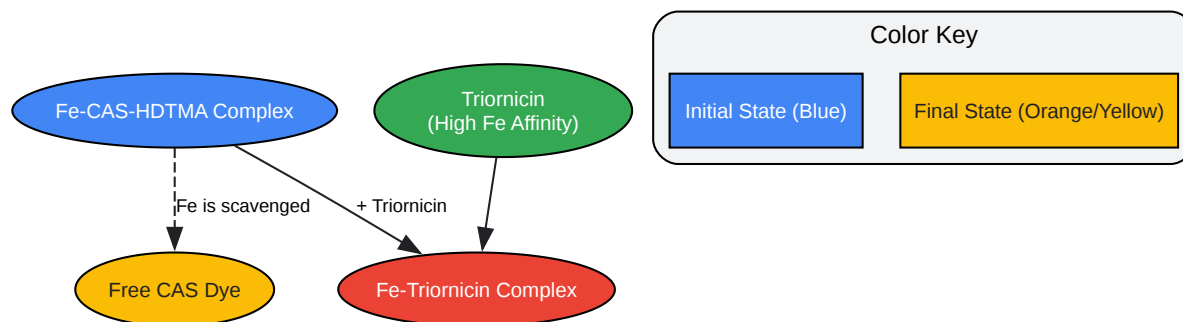 Color Key
Initial State (Blue)
Final State (Orange/Yellow)
Fe-CAS-HDTMA Complex
Triornicin
(High Fe Affinity)
Fe is scavenged
+ Triornicin
Free CAS Dye
Fe-Triornicin Complex